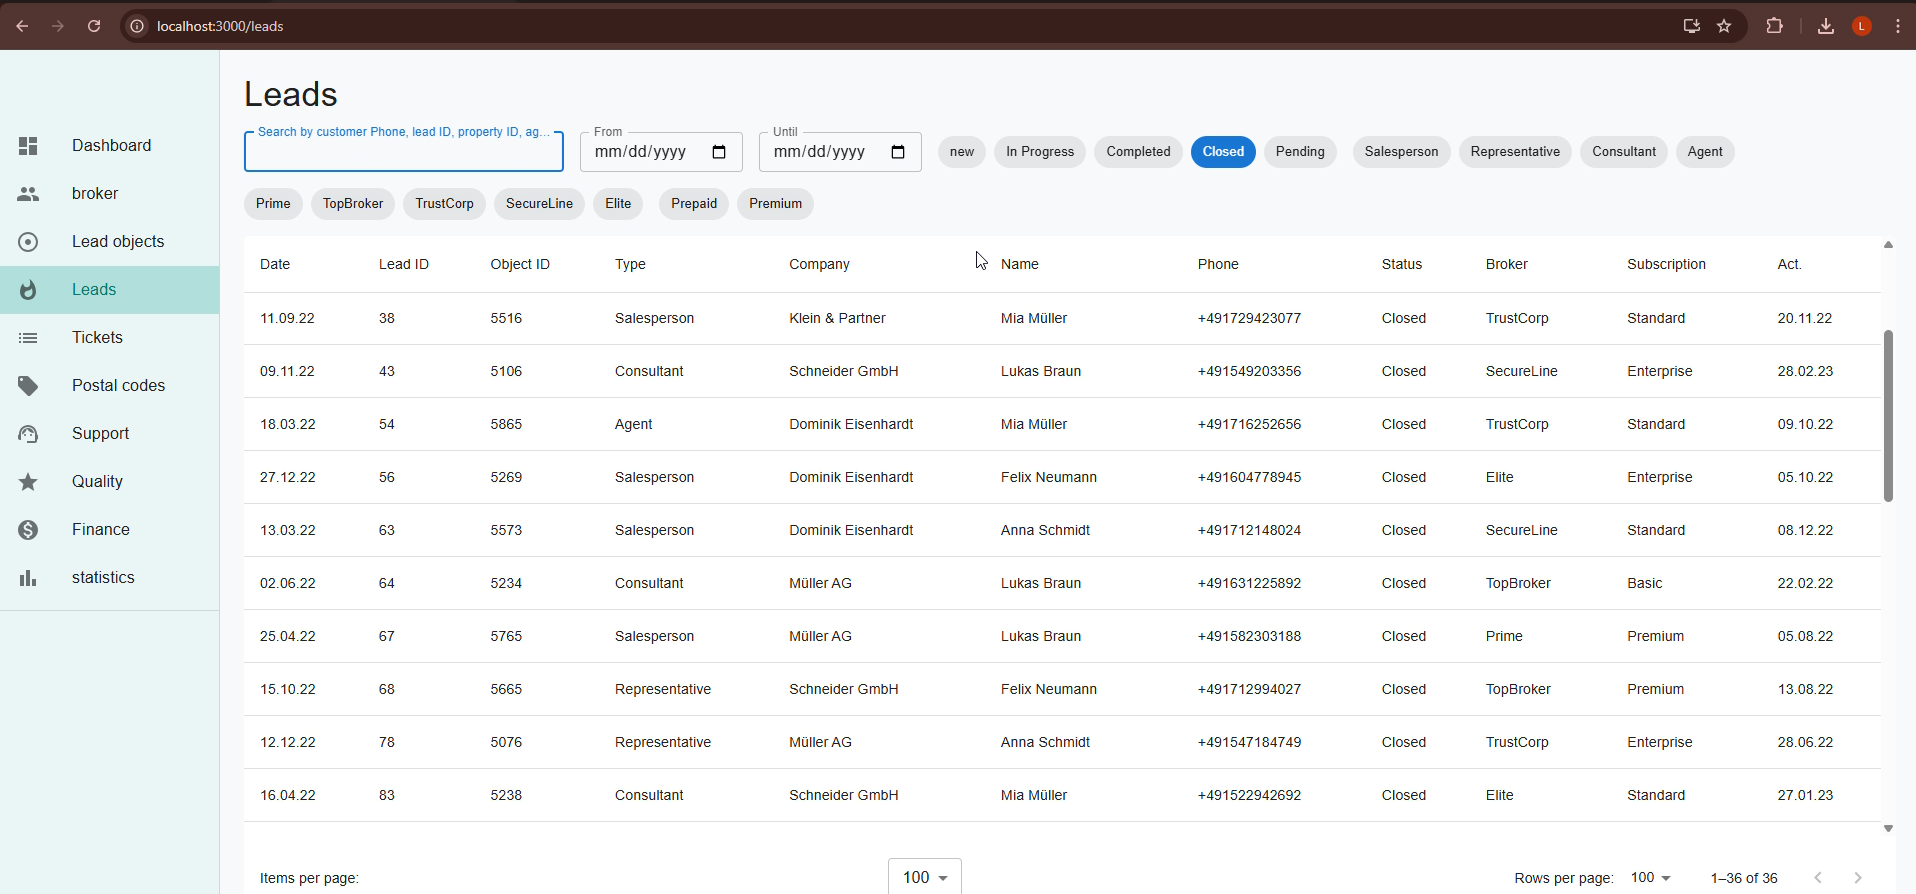 localhost:3000/leads
L
Dashboard
broker
Lead objects
Leads
Tickets
Postal codes
Support
Quality
Finance
statistics
Leads
Search by customer Phone, lead ID, property ID, ag... From Until
mm/dd/yyyy mm/dd/yyyy new In Progress Completed Closed Pending Salesperson Representative Consultant Agent
Prime TopBroker TrustCorp SecureLine Elite Prepaid Premium
Date Lead ID Object ID Type Company Name Phone Status Broker Subscription Act.
11.09.22 38 5516 Salesperson Klein & Partner Mia Müller +491729423077 Closed TrustCorp Standard 20.11.22
09.11.22 43 5106 Consultant Schneider GmbH Lukas Braun +491549203356 Closed SecureLine Enterprise 28.02.23
18.03.22 54 5865 Agent Dominik Eisenhardt Mia Müller +491716252656 Closed TrustCorp Standard 09.10.22
27.12.22 56 5269 Salesperson Dominik Eisenhardt Felix Neumann +491604778945 Closed Elite Enterprise 05.10.22
13.03.22 63 5573 Salesperson Dominik Eisenhardt Anna Schmidt +491712148024 Closed SecureLine Standard 08.12.22
02.06.22 64 5234 Consultant Müller AG Lukas Braun +491631225892 Closed TopBroker Basic 22.02.22
25.04.22 67 5765 Salesperson Müller AG Lukas Braun +491582303188 Closed Prime Premium 05.08.22
15.10.22 68 5665 Representative Schneider GmbH Felix Neumann +491712994027 Closed TopBroker Premium 13.08.22
12.12.22 78 5076 Representative Müller AG Anna Schmidt +491547184749 Closed TrustCorp Enterprise 28.06.22
16.04.22 83 5238 Consultant Schneider GmbH Mia Müller +491522942692 Closed Elite Standard 27.01.23
Items per page: 100 Rows per page: 100 1–36 of 36